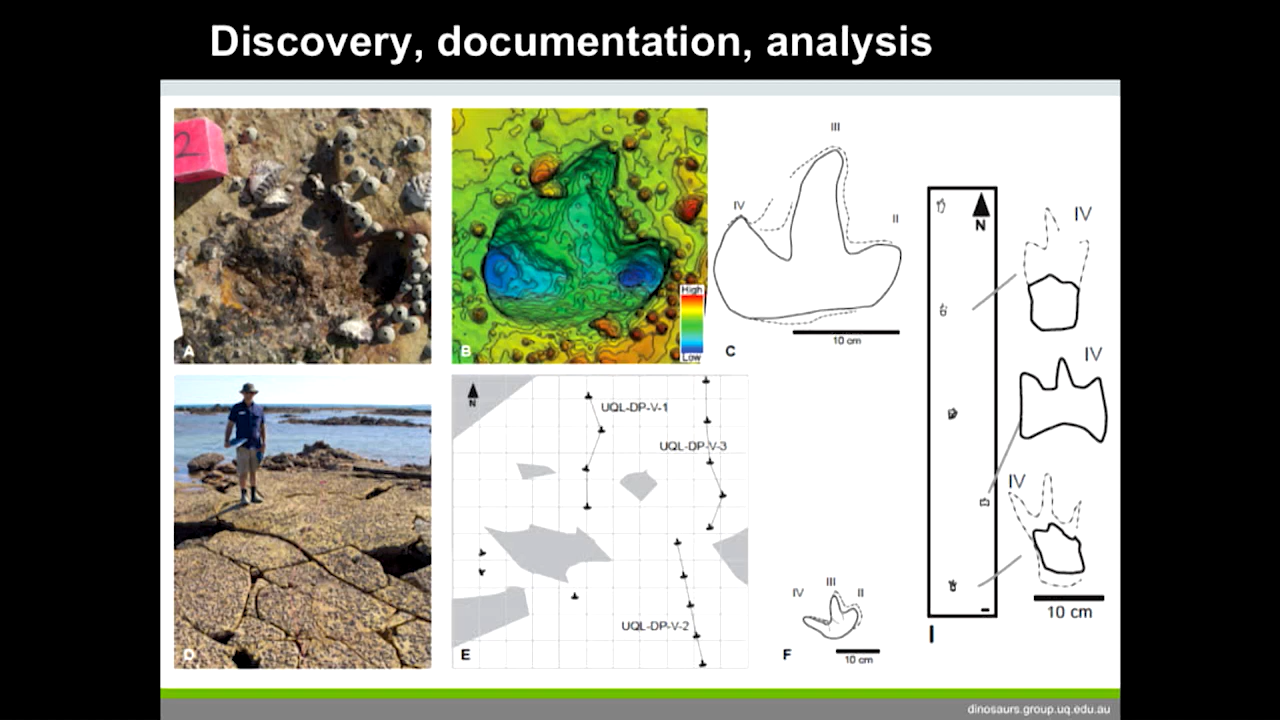 Discovery, documentation, analysis
2
A
High
Low
B
III
IV
II
10 cm
C
D
N
UQL-DP-V-1
UQL-DP-V-3
UQL-DP-V-2
E
III
IV
II
10 cm
F
N
IV
IV
IV
10 cm
I
dinosaurs.group.uq.edu.au